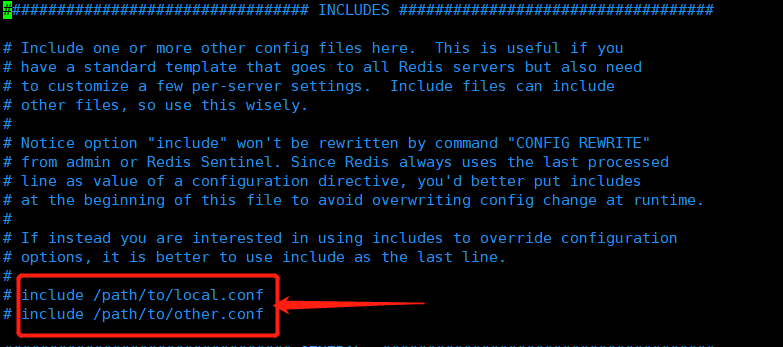 ################################## INCLUDES ###################################
# Include one or more other config files here.  This is useful if you
# have a standard template that goes to all Redis servers but also need
# to customize a few per-server settings.  Include files can include
# other files, so use this wisely.
#
# Notice option "include" won't be rewritten by command "CONFIG REWRITE"
# from admin or Redis Sentinel. Since Redis always uses the last processed
# line as value of a configuration directive, you'd better put includes
# at the beginning of this file to avoid overwriting config change at runtime.
#
# If instead you are interested in using includes to override configuration
# options, it is better to use include as the last line.
#
# include /path/to/local.conf
# include /path/to/other.conf